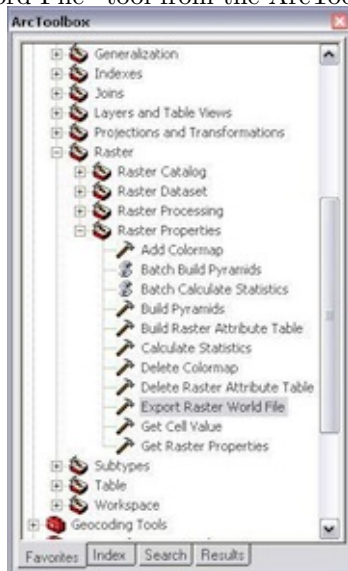 ArcToolbox
Generalization
Indexes
Joins
Layers and Table Views
Projections and Transformations
Raster
Raster Catalog
Raster Dataset
Raster Processing
Raster Properties
Add Colormap
Batch Build Pyramids
Batch Calculate Statistics
Build Pyramids
Build Raster Attribute Table
Calculate Statistics
Delete Colormap
Delete Raster Attribute Table
Export Raster World File
Get Cell Value
Get Raster Properties
Subtypes
Table
Workspace
Geocoding Tools
Favorites Index Search Results